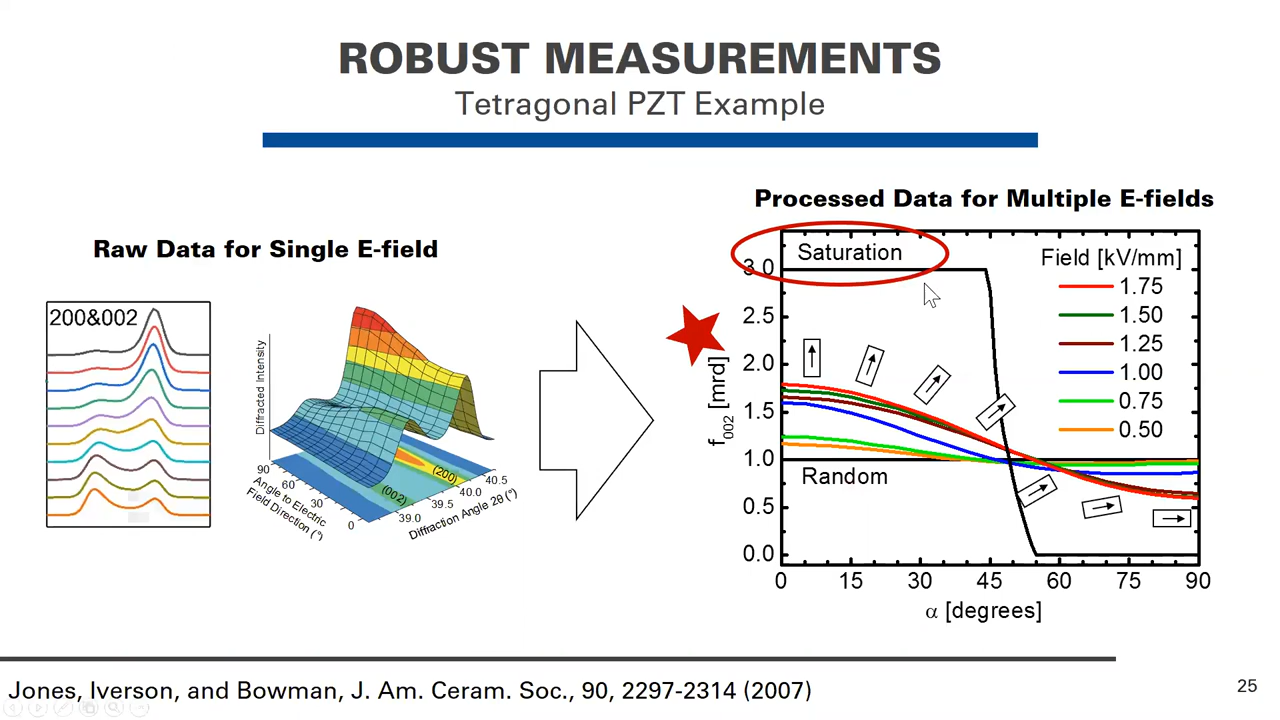 ROBUST MEASUREMENTS
Tetragonal PZT Example
Raw Data for Single E-field
200&002
Diffracted Intensity
90
60
30
0
Angle to Electric
Field Direction (°)
(002)
(200)
39.0
39.5
40.0
40.5
Diffraction Angle 2θ (°)
Processed Data for Multiple E-fields
Saturation
Field [kV/mm]
1.75
1.50
1.25
1.00
0.75
0.50
Random
f002 [mrd]
3.0
2.5
2.0
1.5
1.0
0.5
0.0
0 15 30 45 60 75 90
α [degrees]
Jones, Iverson, and Bowman, J. Am. Ceram. Soc., 90, 2297-2314 (2007)
25